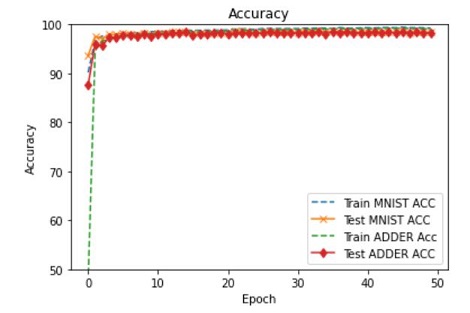 Accuracy
100
90
80
70
60
50
Accuracy
0 10 20 30 40 50
Epoch
Train MNIST ACC
Test MNIST ACC
Train ADDER Acc
Test ADDER ACC